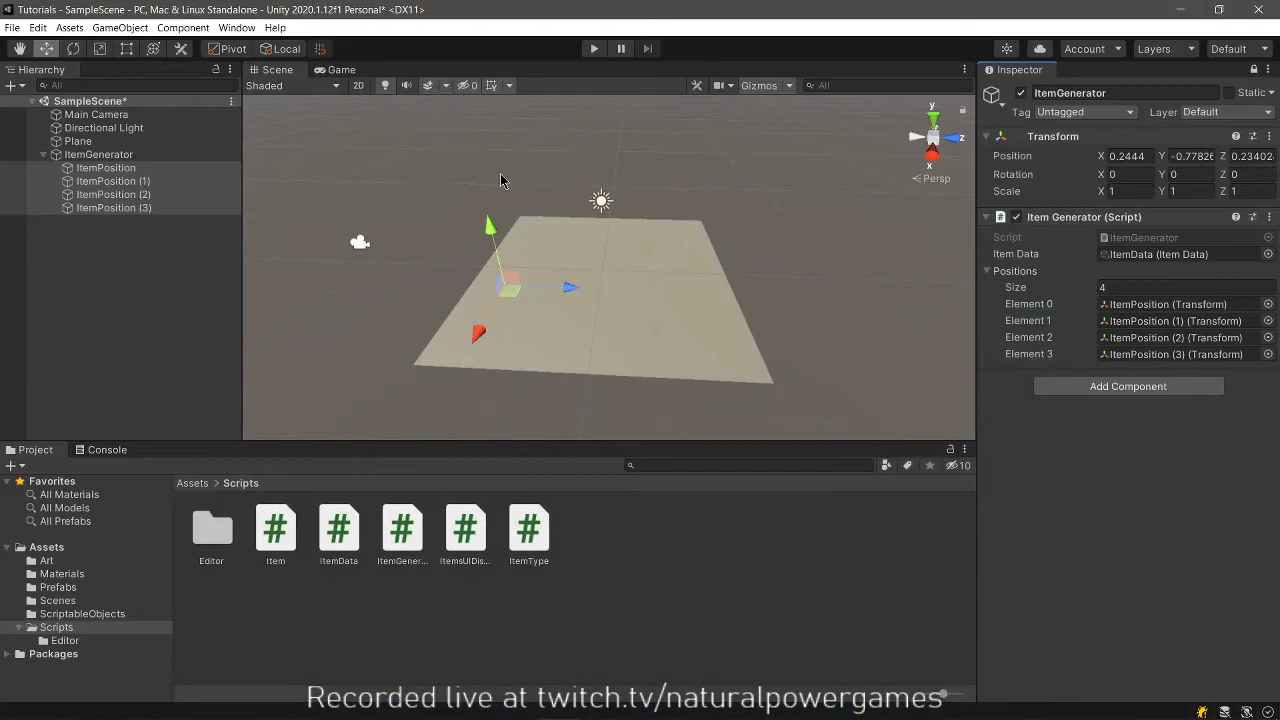 Tutorials - SampleScene - PC, Mac & Linux Standalone - Unity 2020.1.12f1 Personal* <DX11>
File Edit Assets GameObject Component Window Help
Pivot Local Account Layers Default
Hierarchy
All
SampleScene*
Main Camera
Directional Light
Plane
ItemGenerator
ItemPosition
ItemPosition (1)
ItemPosition (2)
ItemPosition (3)
Scene Game
Shaded 2D 0 Gizmos All
y
z
x
Persp
Inspector
ItemGenerator Static
Tag Untagged Layer Default
Transform
Position X 0.2444 Y -0.77826 Z 0.23402
Rotation X 0 Y 0 Z 0
Scale X 1 Y 1 Z 1
# Item Generator (Script)
Script ItemGenerator
Item Data ItemData (Item Data)
Positions
Size 4
Element 0 ItemPosition (Transform)
Element 1 ItemPosition (1) (Transform)
Element 2 ItemPosition (2) (Transform)
Element 3 ItemPosition (3) (Transform)
Add Component
Project Console
10
Favorites
All Materials
All Models
All Prefabs
Assets
Art
Materials
Prefabs
Scenes
ScriptableObjects
Scripts
Editor
Packages
Assets > Scripts
# # # # #
Editor Item ItemData ItemGener... ItemsUIDis... ItemType
Recorded live at twitch.tv/naturalpowergames